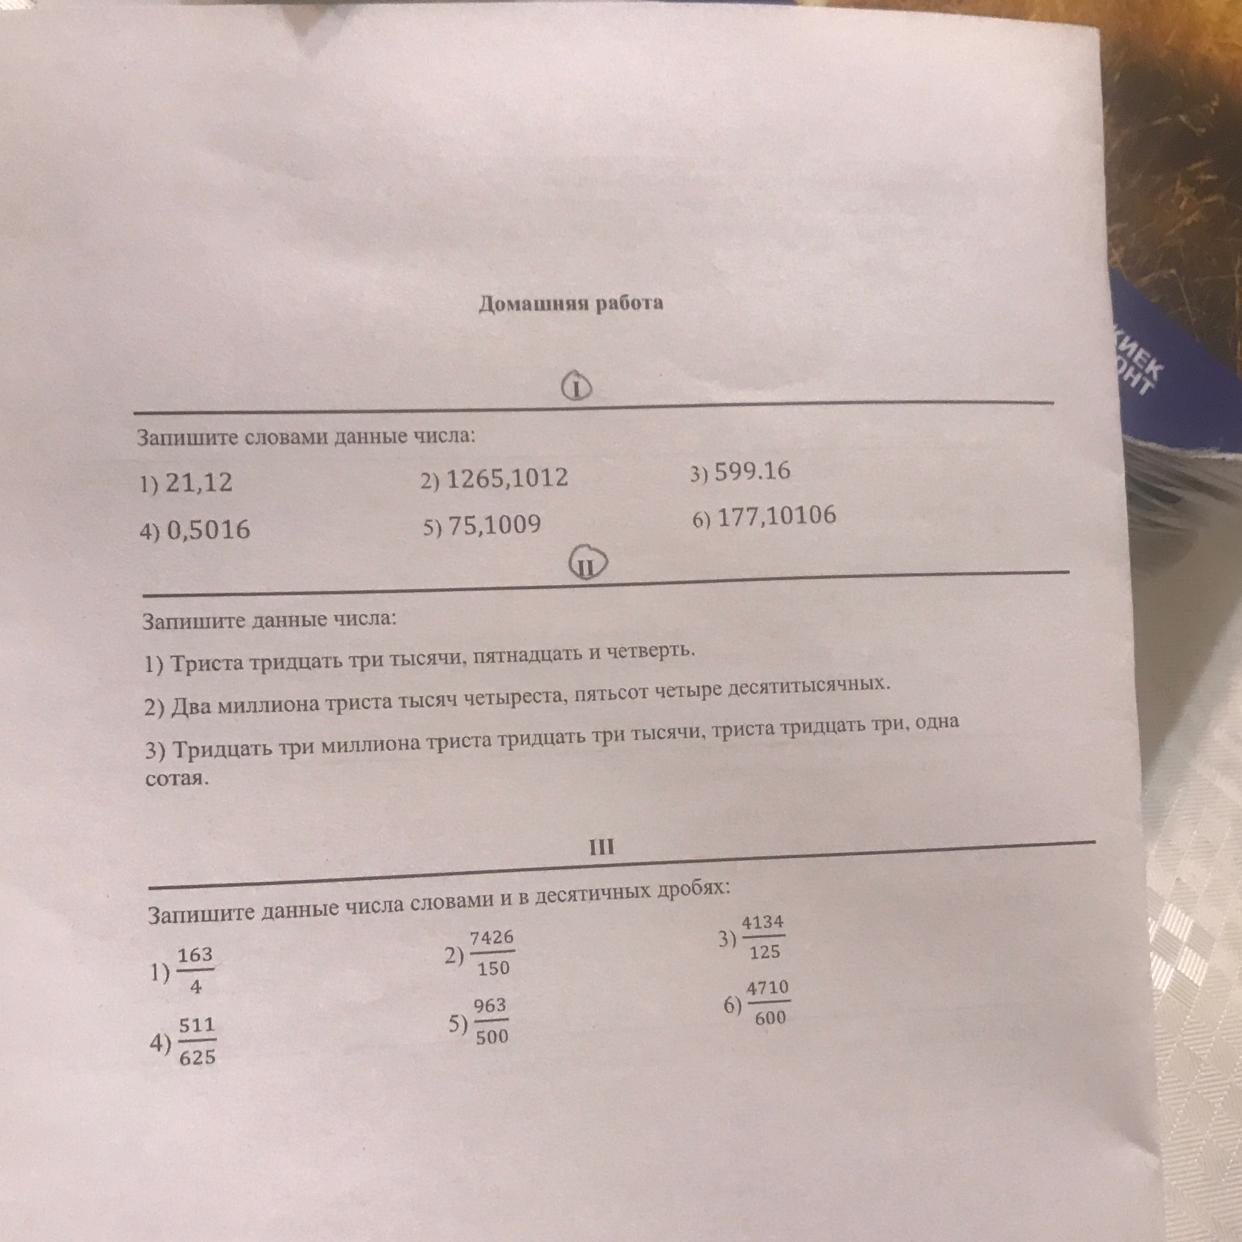 Домашняя работа
I
Запишите словами данные числа:
1) 21,12 2) 1265,1012 3) 599.16
4) 0,5016 5) 75,1009 6) 177,10106
II
Запишите данные числа:
1) Триста тридцать три тысячи, пятнадцать и четверть.
2) Два миллиона триста тысяч четыреста, пятьсот четыре десятитысячных.
3) Тридцать три миллиона триста тридцать три тысячи, триста тридцать три, одна
сотая.
III
Запишите данные числа словами и в десятичных дробях:
1) 163/4 2) 7426/150 3) 4134/125
4) 511/625 5) 963/500 6) 4710/600